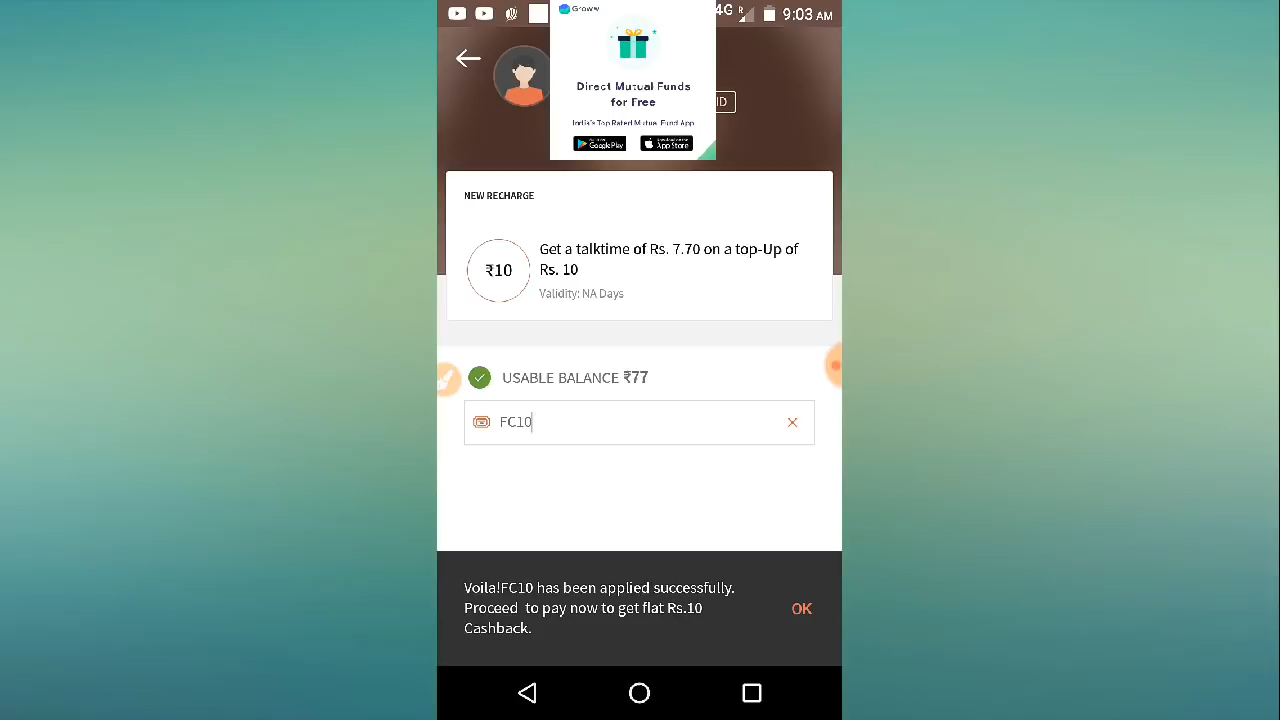 4G R 9:03 AM
Groww
Direct Mutual Funds
for Free
India's Top Rated Mutual Fund App
Google Play
App Store
ID
NEW RECHARGE
₹10
Get a talktime of Rs. 7.70 on a top-Up of
Rs. 10
Validity: NA Days
USABLE BALANCE ₹77
FC10
Voila!FC10 has been applied successfully.
Proceed to pay now to get flat Rs.10
Cashback.
OK